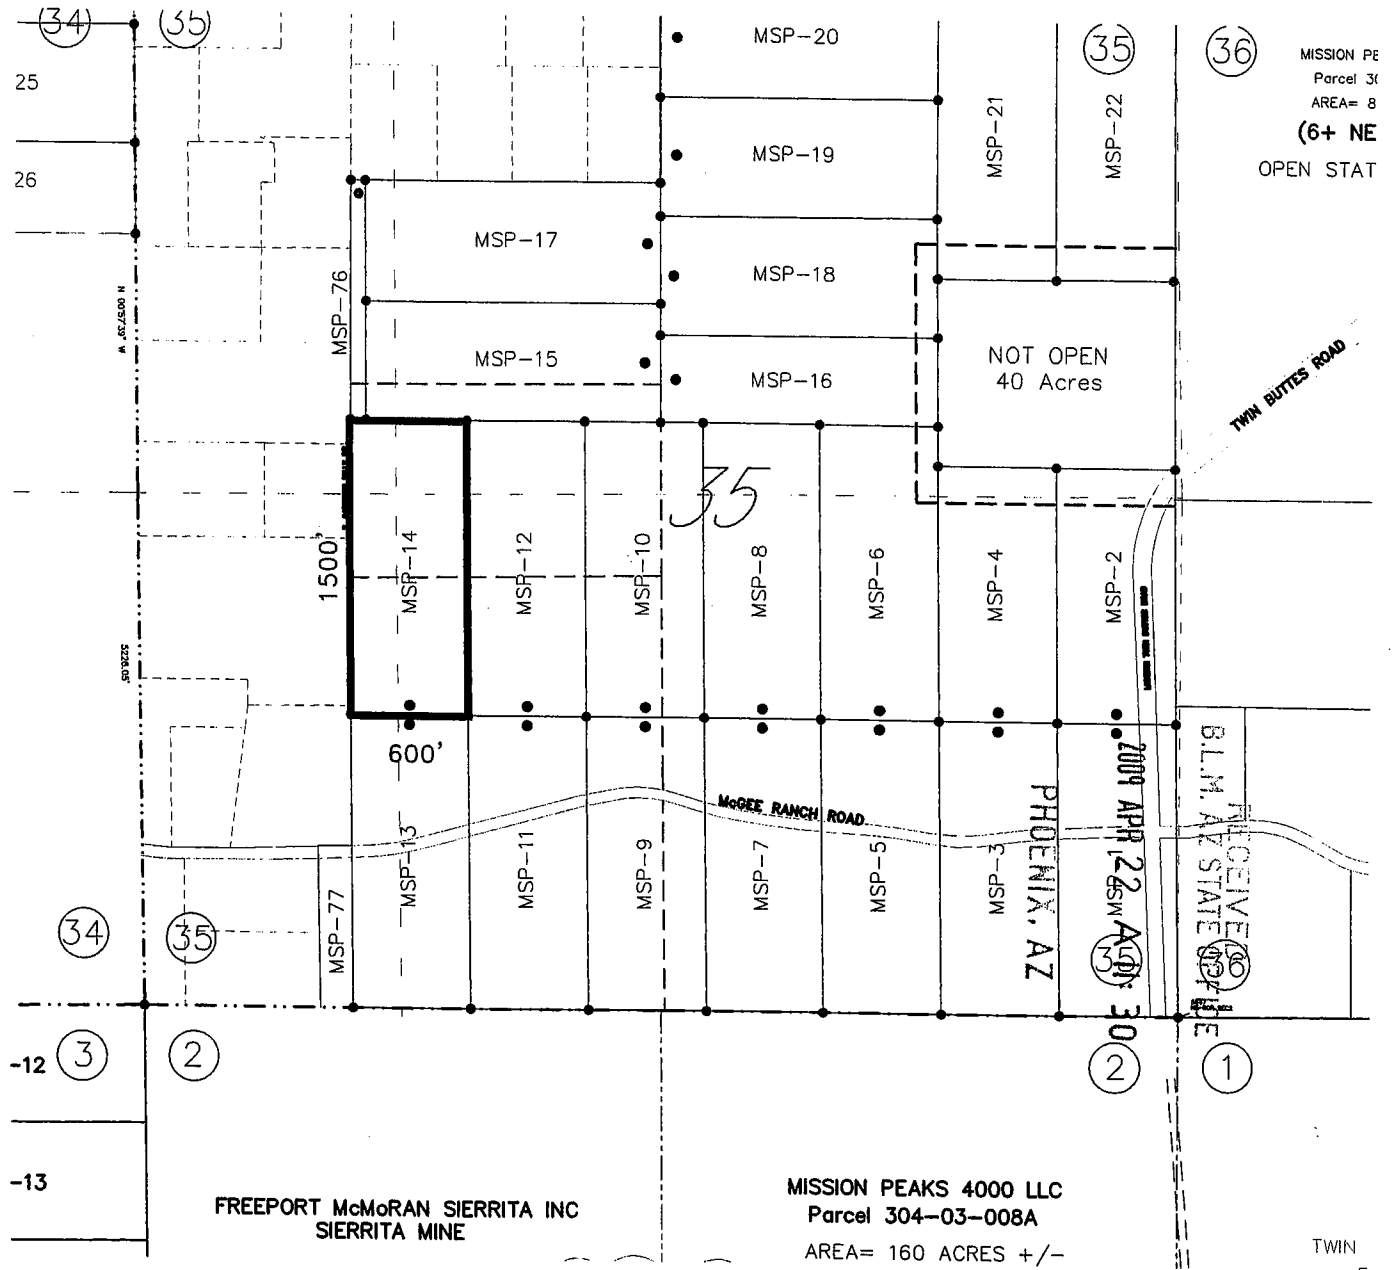 34
35
MSP-20
35
36
MISSION PE
Parcel 30
AREA= 8
(6+ NE
OPEN STAT
25
26
MSP-21
MSP-22
MSP-19
MSP-17
MSP-18
MSP-76
N 00°57'39" W
MSP-15
MSP-16
NOT OPEN
40 Acres
TWIN BUTTES ROAD
35
1500'
MSP-14
MSP-12
MSP-10
MSP-8
MSP-6
MSP-4
MSP-2
5226.05'
600'
McGEE RANCH ROAD
MSP-77
MSP-13
MSP-11
MSP-9
MSP-7
MSP-5
MSP-3
MSP-1
RECEIVED
B.L.M. AZ STATE OFFICE
2009 APR 22 A 11: 30
PHOENIX, AZ
34
35
35
36
-12
3
2
2
1
-13
FREEPORT McMoRAN SIERRITA INC
SIERRITA MINE
MISSION PEAKS 4000 LLC
Parcel 304-03-008A
AREA= 160 ACRES +/-
TWIN